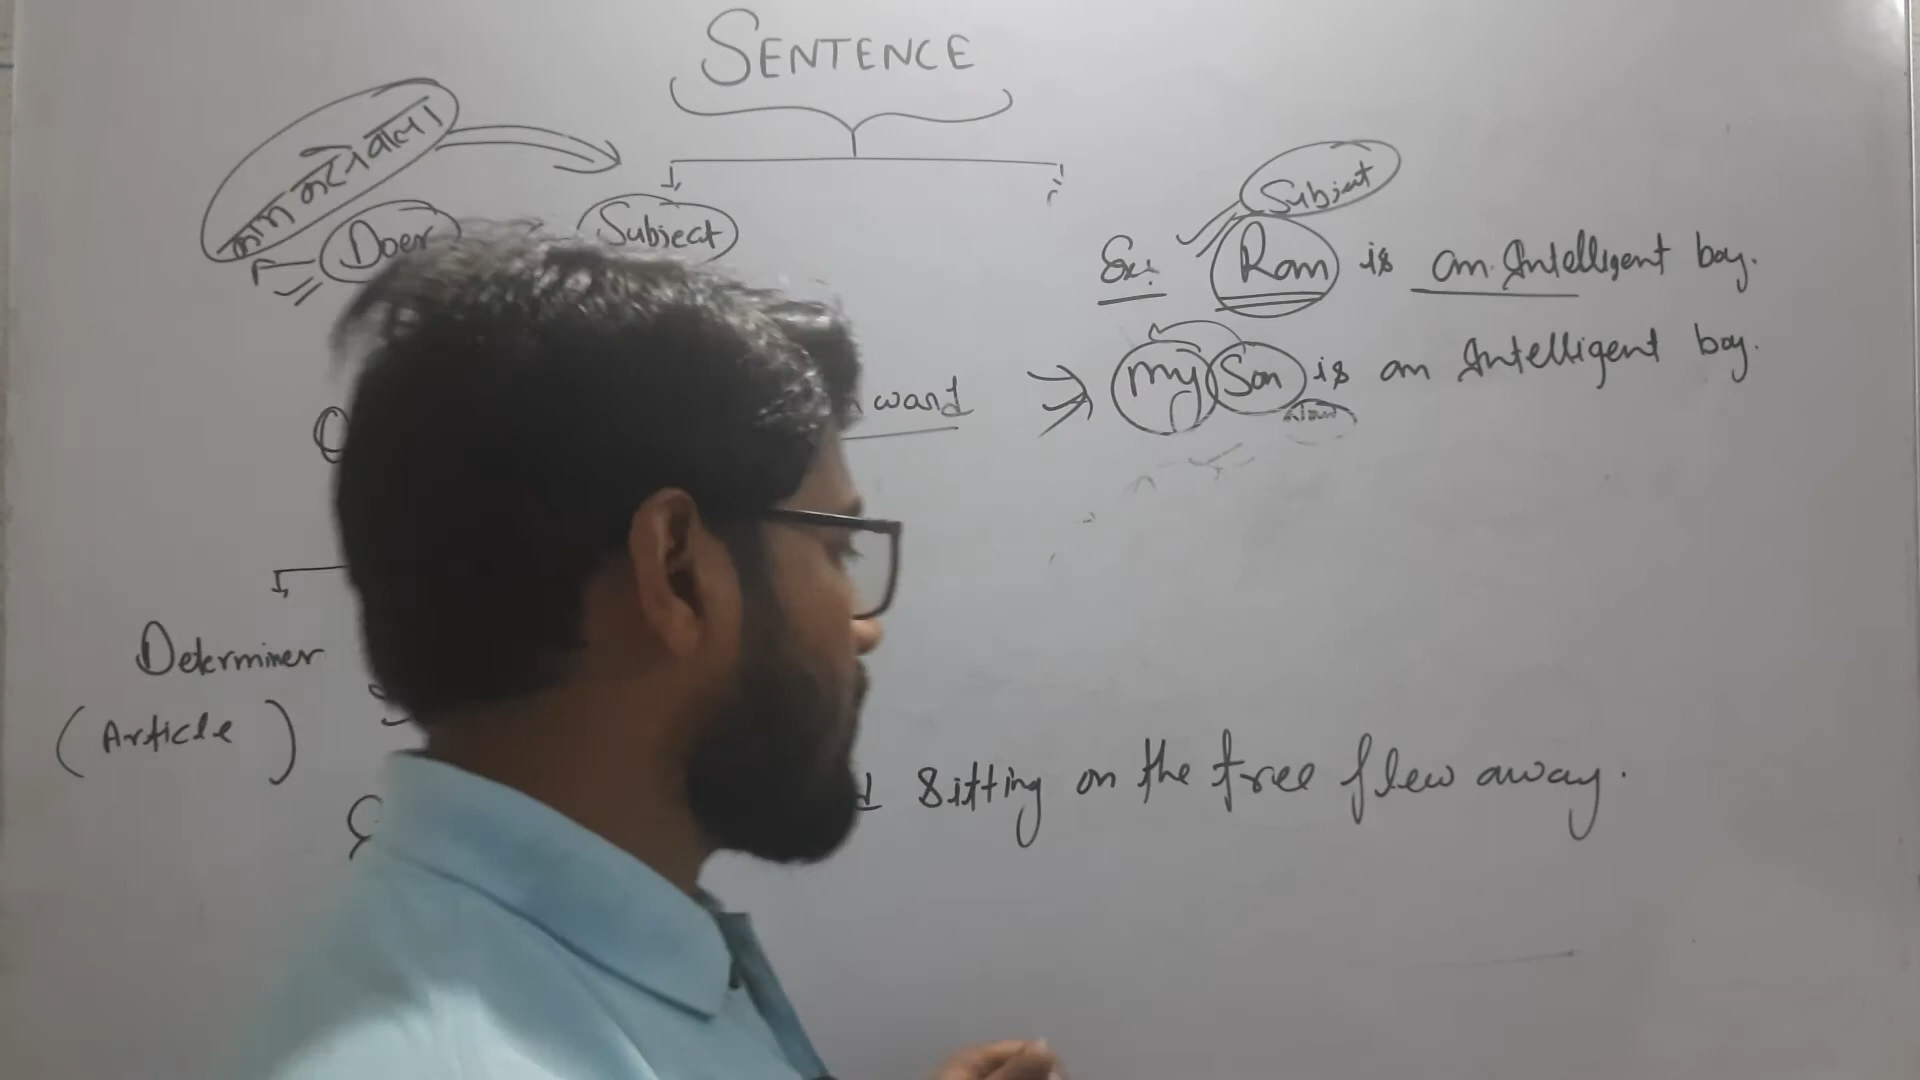 SENTENCE
काम करने वाला
Doer Subject
Subject
Ex: Ram is an Intelligent boy.
My Son is an Intelligent boy.
Noun
Determiner
(Article)
sitting on the tree flew away.